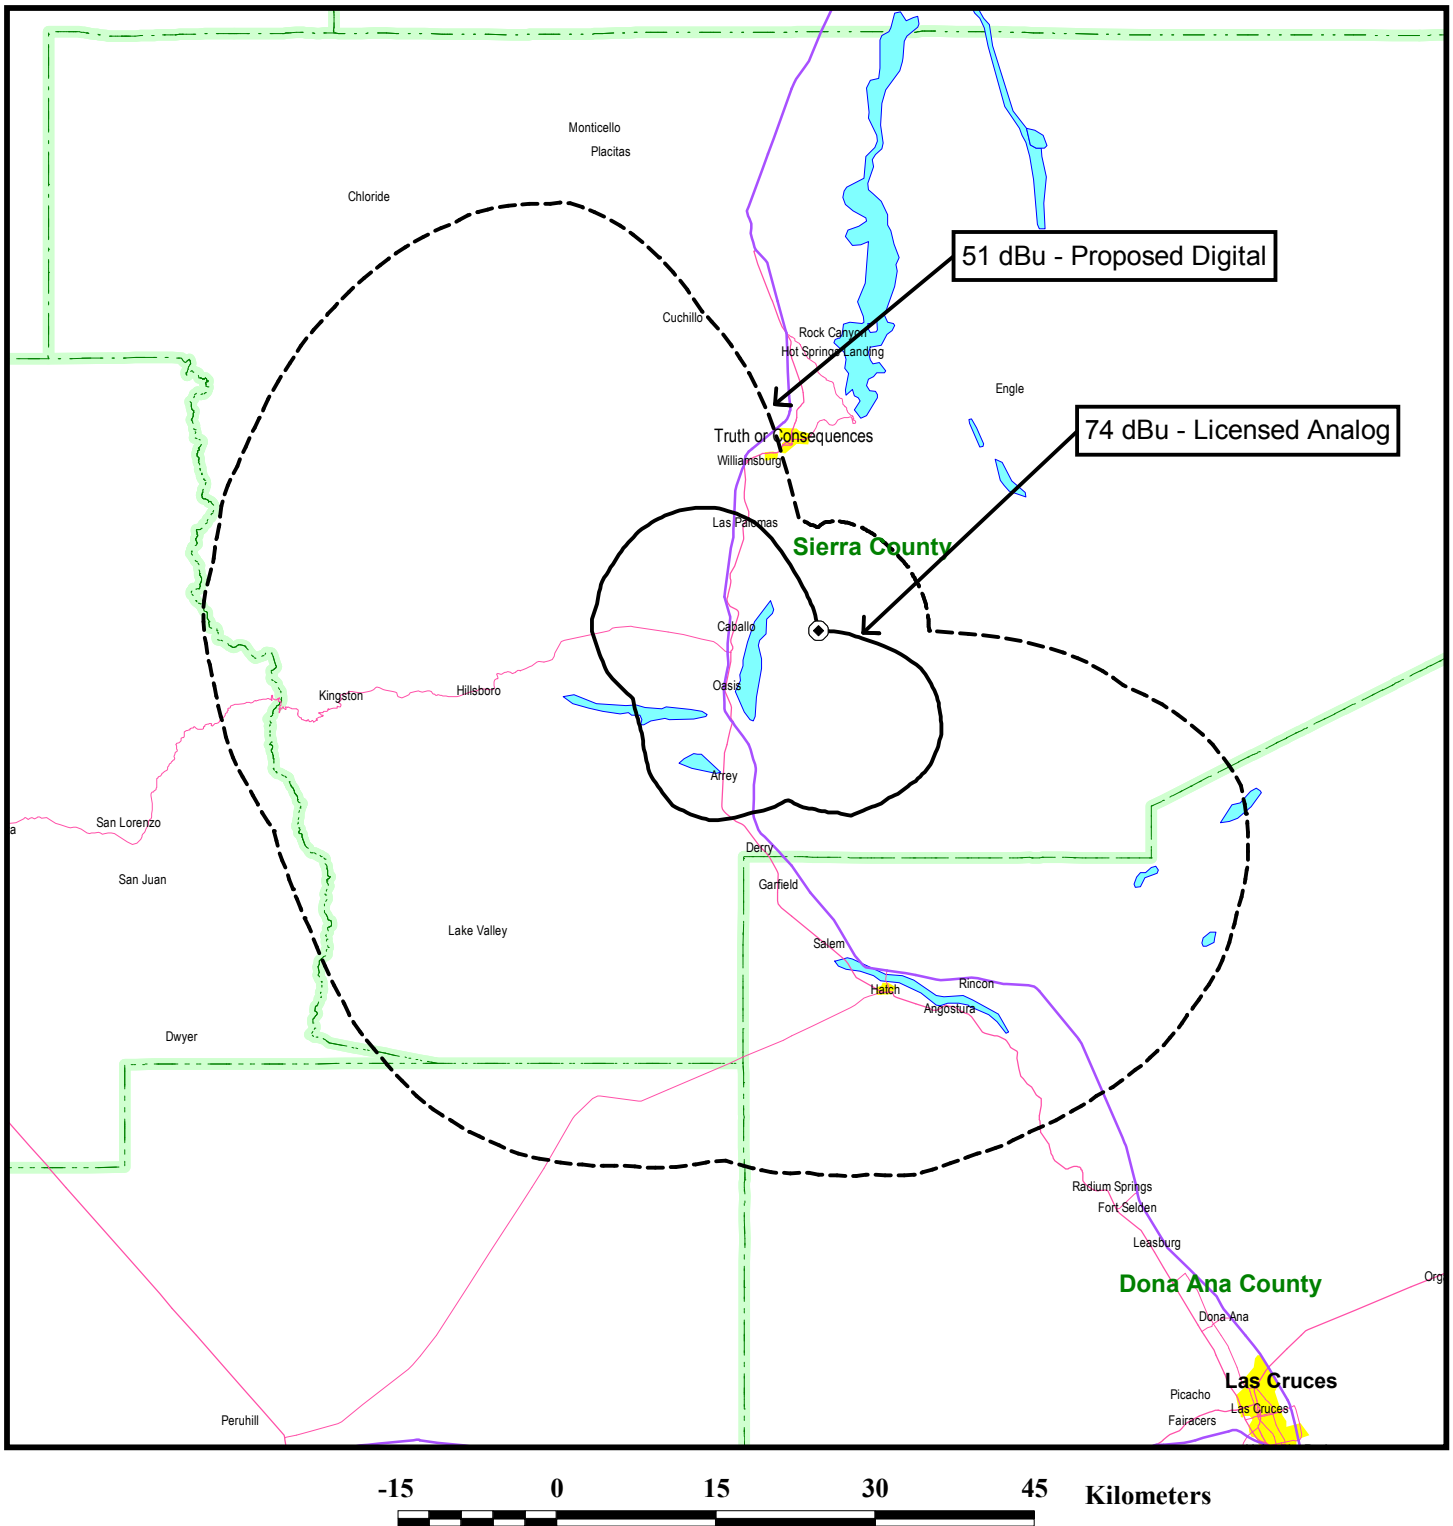 Monticello
Placitas
Chloride
51 dBu - Proposed Digital
Cuchillo
Rock Canyon
Hot Springs Landing
Engle
74 dBu - Licensed Analog
Truth or Consequences
Williamsburg
Las Palomas
Sierra County
Caballo
Oasis
Hillsboro
Kingston
Arrey
San Lorenzo
a
Derry
San Juan
Garfield
Lake Valley
Salem
Rincon
Hatch
Angostura
Dwyer
Radium Springs
Fort Selden
Leasburg
Dona Ana County
Org
Dona Ana
Las Cruces
Picacho
Las Cruces
Peruhill
Fairacers
-15 0 15 30 45 Kilometers